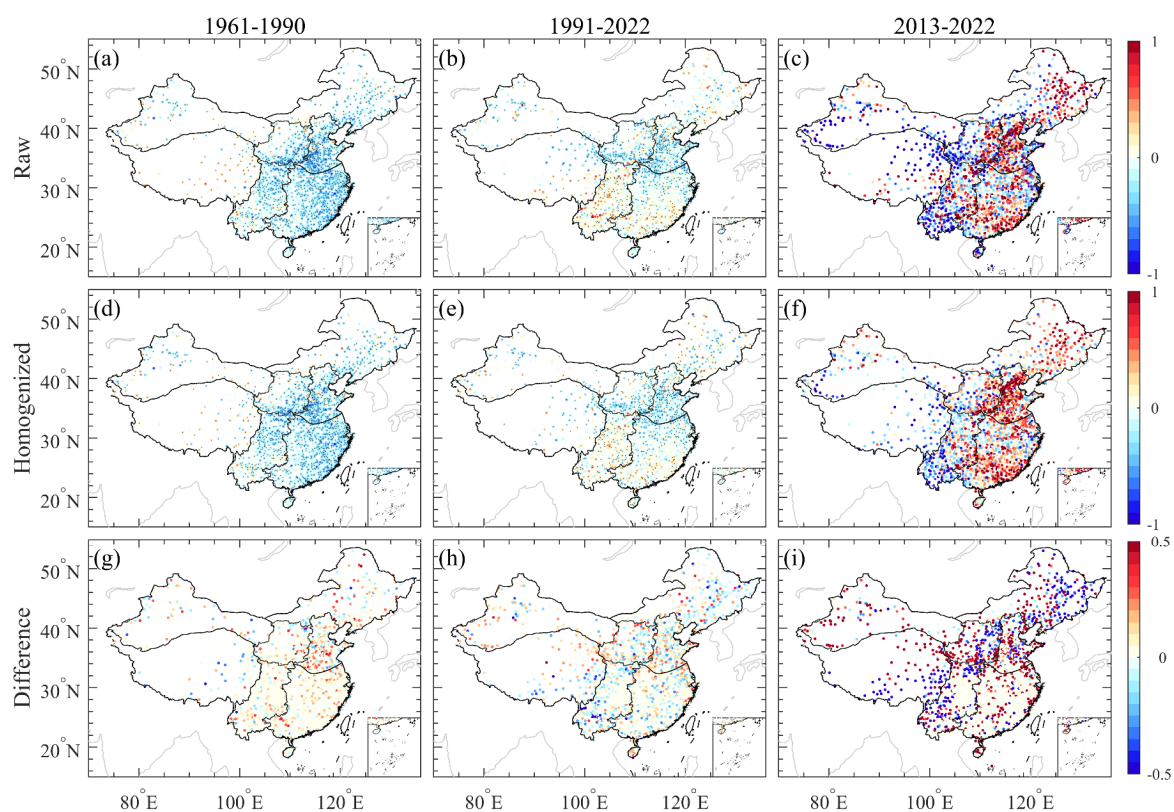 1961-1990 1991-2022 2013-2022
(a) (b) (c) 1
50°N
40°N
Raw 0
30°N
20°N
-1
(d) (e) (f) 1
50°N
40°N
Homogenized 0
30°N
20°N
-1
(g) (h) (i) 0.5
50°N
40°N
Difference 0
30°N
20°N
-0.5
80°E 100°E 120°E 80°E 100°E 120°E 80°E 100°E 120°E